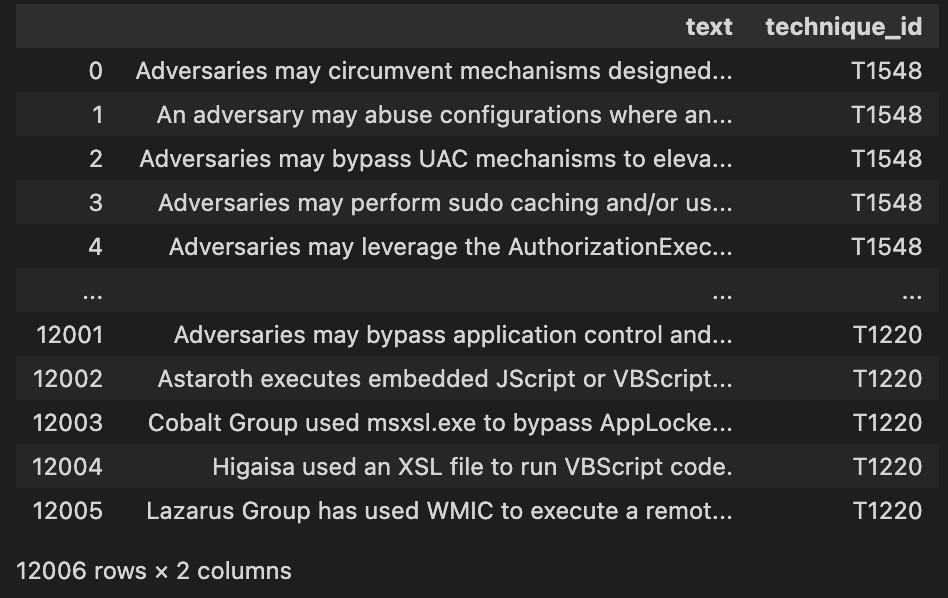 text technique_id
0 Adversaries may circumvent mechanisms designed... T1548
1 An adversary may abuse configurations where an... T1548
2 Adversaries may bypass UAC mechanisms to eleva... T1548
3 Adversaries may perform sudo caching and/or us... T1548
4 Adversaries may leverage the AuthorizationExec... T1548
... ... ...
12001 Adversaries may bypass application control and... T1220
12002 Astaroth executes embedded JScript or VBScript... T1220
12003 Cobalt Group used msxsl.exe to bypass AppLocke... T1220
12004 Higaisa used an XSL file to run VBScript code. T1220
12005 Lazarus Group has used WMIC to execute a remot... T1220
12006 rows × 2 columns